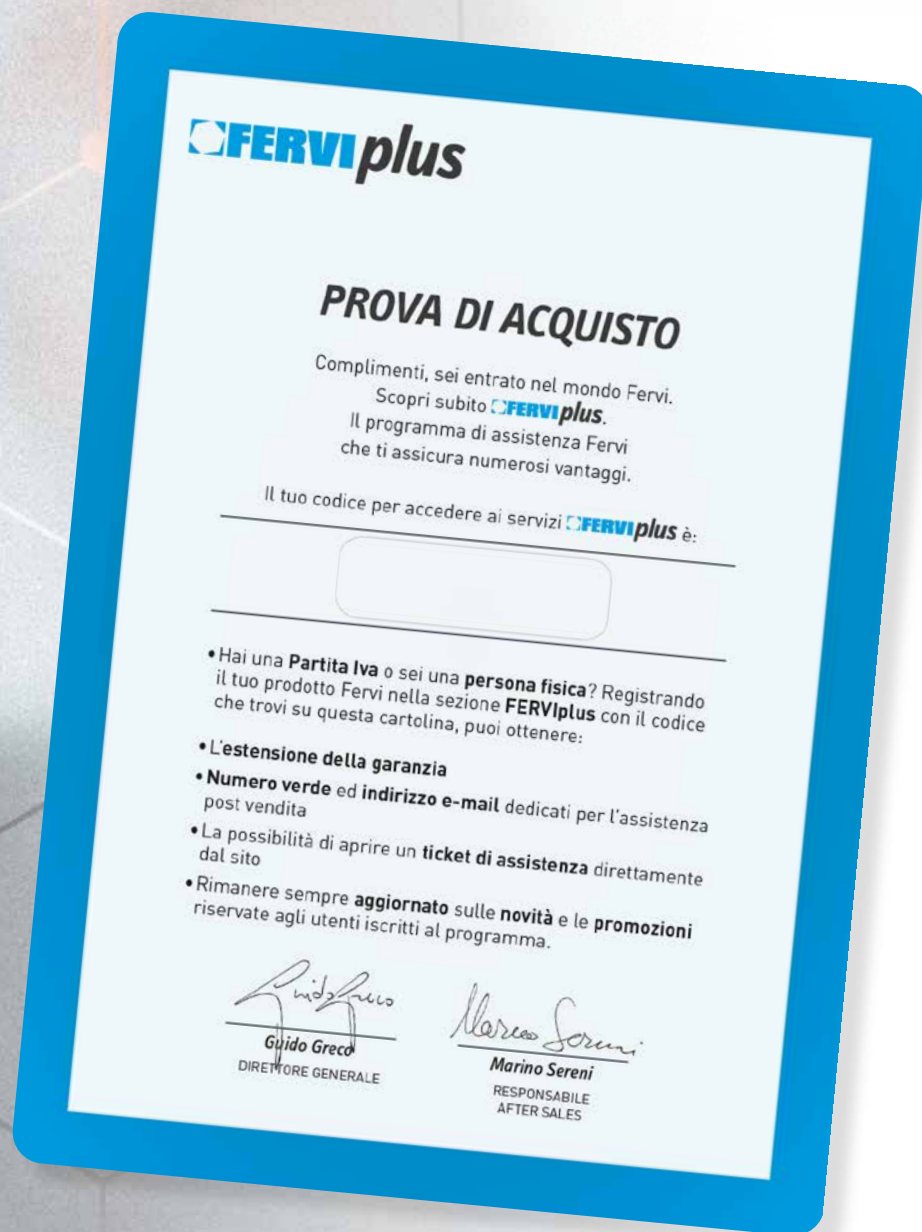 FERVIplus
PROVA DI ACQUISTO
Complimenti, sei entrato nel mondo Fervi.
Scopri subito FERVIplus.
Il programma di assistenza Fervi
che ti assicura numerosi vantaggi.
Il tuo codice per accedere ai servizi FERVIplus è:
•Hai una Partita Iva o sei una persona fisica? Registrando
il tuo prodotto Fervi nella sezione FERVIplus con il codice
che trovi su questa cartolina, puoi ottenere:
•L'estensione della garanzia
•Numero verde ed indirizzo e-mail dedicati per l'assistenza
post vendita
•La possibilità di aprire un ticket di assistenza direttamente
dal sito
•Rimanere sempre aggiornato sulle novità e le promozioni
riservate agli utenti iscritti al programma.
Guido Greco
Marino Sereni
Guido Greco
DIRETTORE GENERALE
Marino Sereni
RESPONSABILE
AFTER SALES